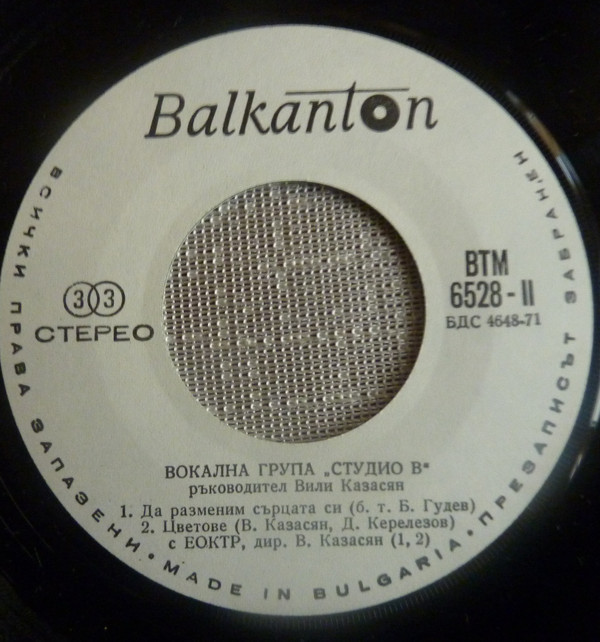 Balkanton
33
СТЕРЕО
ВТМ
6528 - II
БДС 4648-71
ВОКАЛНА ГРУПА „СТУДИО В“
ръководител Вили Казасян
1. Да разменим сърцата си (б. т. Б. Гудев)
2. Цветове (В. Казасян, Д. Керелезов)
с ЕОКТР, дир. В. Казасян (1, 2)
ВСИЧКИ ПРАВА ЗАПАЗЕНИ • MADE IN BULGARIA • ПРЕЗАПИСЪТ ЗАБРАНЕН